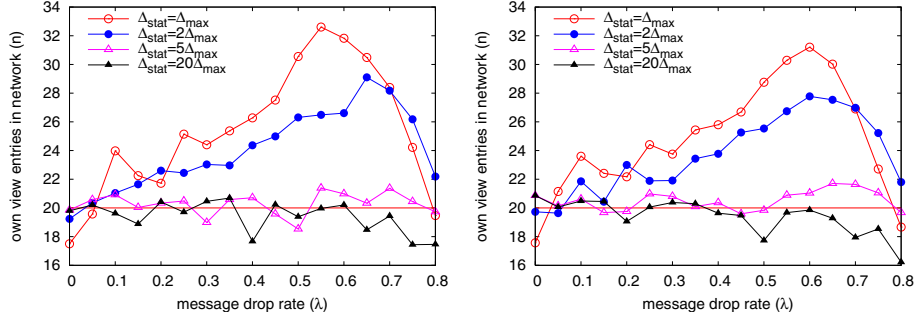 own view entries in network (n)
34
32
30
28
26
24
22
20
18
16
Δstat=Δmax
Δstat=2Δmax
Δstat=5Δmax
Δstat=20Δmax
0 0.1 0.2 0.3 0.4 0.5 0.6 0.7 0.8
message drop rate (λ)
own view entries in network (n)
34
32
30
28
26
24
22
20
18
16
Δstat=Δmax
Δstat=2Δmax
Δstat=5Δmax
Δstat=20Δmax
0 0.1 0.2 0.3 0.4 0.5 0.6 0.7 0.8
message drop rate (λ)